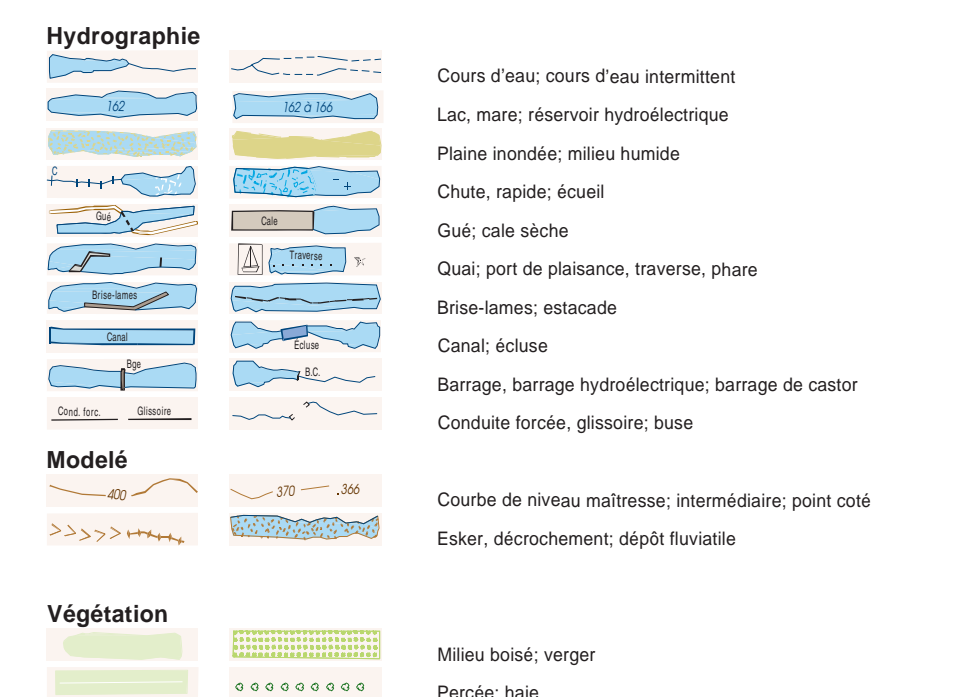 Hydrographie
Cours d'eau; cours d'eau intermittent
162 162 à 166 Lac, mare; réservoir hydroélectrique
Plaine inondée; milieu humide
C Chute, rapide; écueil
Gué Cale Gué; cale sèche
Traverse Quai; port de plaisance, traverse, phare
Brise-lames Brise-lames; estacade
Canal Écluse Canal; écluse
Bge B.C. Barrage, barrage hydroélectrique; barrage de castor
Cond. forc. Glissoire Conduite forcée, glissoire; buse
Modelé
400 370 .366 Courbe de niveau maîtresse; intermédiaire; point coté
Esker, décrochement; dépôt fluviatile
Végétation
Milieu boisé; verger
Percée; haie